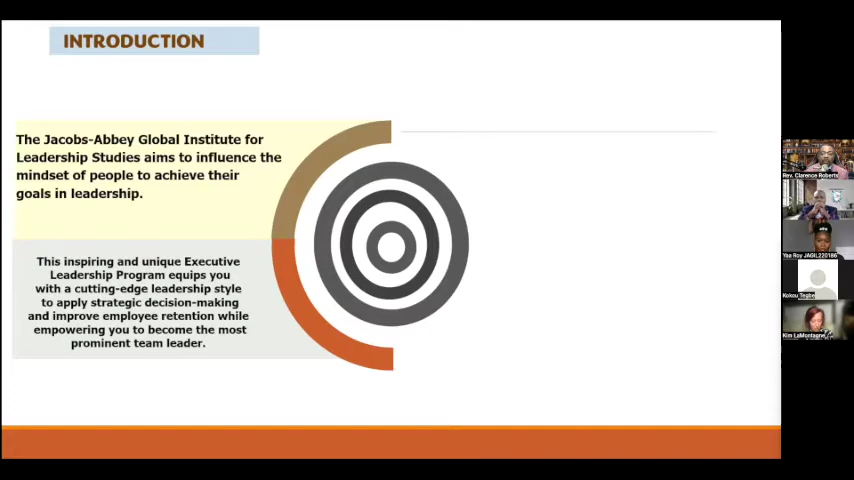 INTRODUCTION
The Jacobs-Abbey Global Institute for
Leadership Studies aims to influence the
mindset of people to achieve their
goals in leadership.
This inspiring and unique Executive
Leadership Program equips you
with a cutting-edge leadership style
to apply strategic decision-making
and improve employee retention while
empowering you to become the most
prominent team leader.
Rev. Clarence Roberts
Yaa Roy JAGIL220186
Kokou Tegbe
Kim LaMontagne